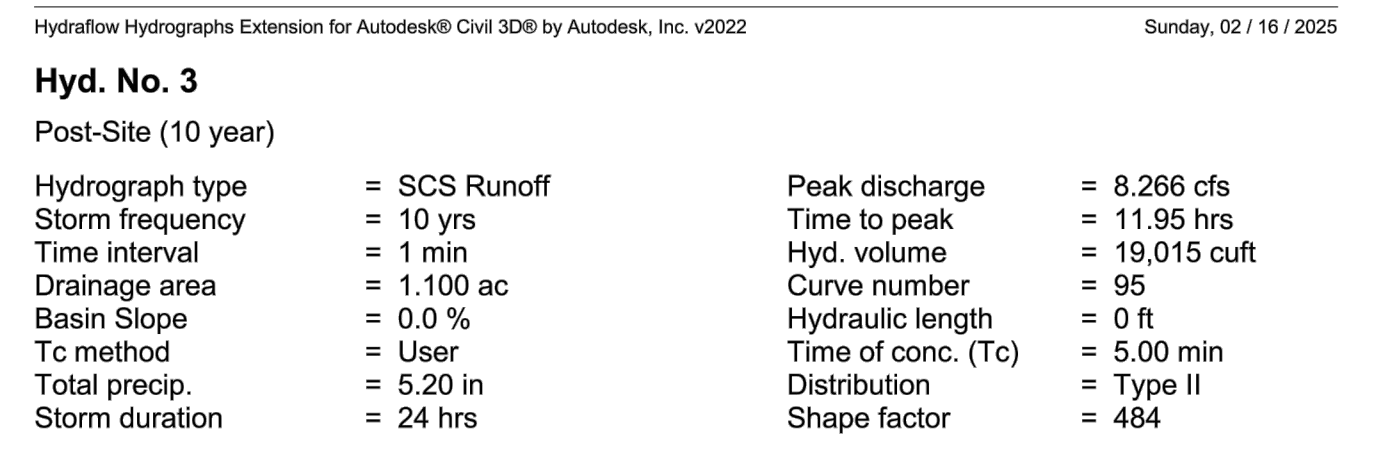 Hydraflow Hydrographs Extension for Autodesk® Civil 3D® by Autodesk, Inc. v2022 Sunday, 02 / 16 / 2025
Hyd. No. 3
Post-Site (10 year)
Hydrograph type = SCS Runoff Peak discharge = 8.266 cfs
Storm frequency = 10 yrs Time to peak = 11.95 hrs
Time interval = 1 min Hyd. volume = 19,015 cuft
Drainage area = 1.100 ac Curve number = 95
Basin Slope = 0.0 % Hydraulic length = 0 ft
Tc method = User Time of conc. (Tc) = 5.00 min
Total precip. = 5.20 in Distribution = Type II
Storm duration = 24 hrs Shape factor = 484